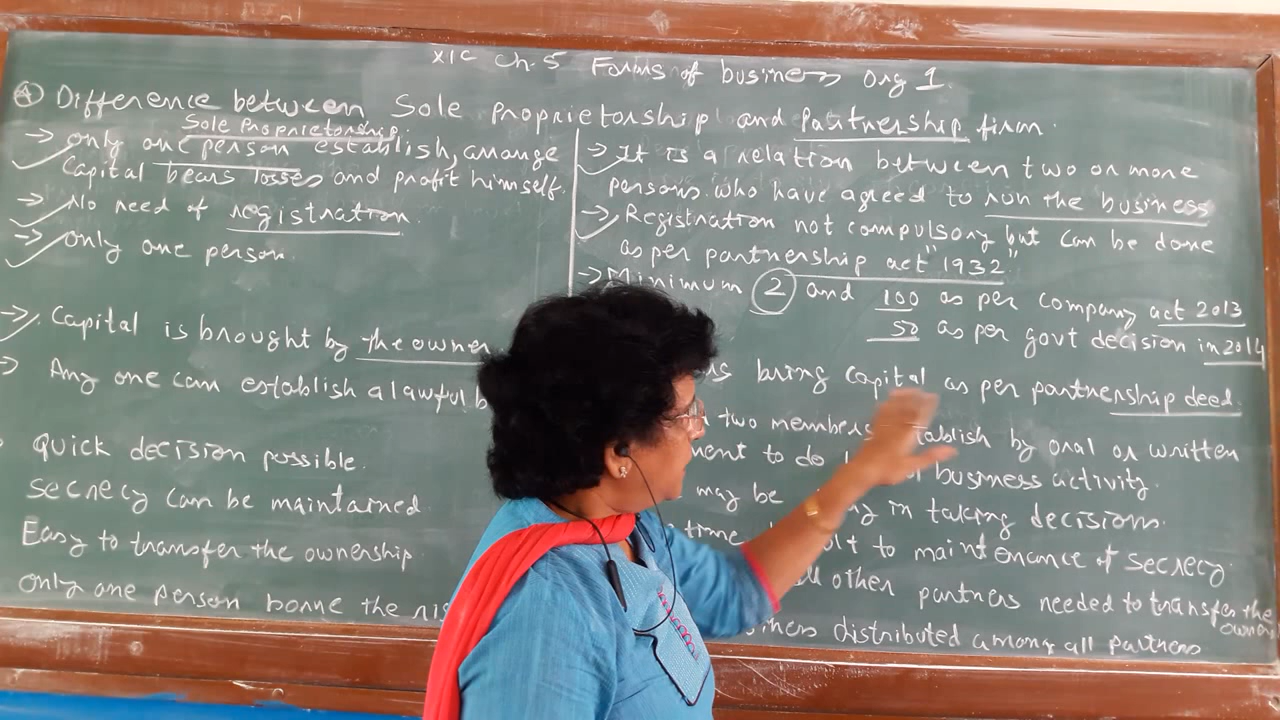 XIC Ch. 5 Forms of business org 1.
Difference between Sole Proprietorship and Partnership firm.
Sole Proprietorship
→ only one person establish, arrange
Capital bears losses and profit himself.
→ No need of registration.
→ only one person.
→ Capital is brought by the owner
→ Any one can establish a lawful
Quick decision possible.
Secrecy can be maintained
Easy to transfer the ownership.
only one person borne the
→ It is a relation between two or more
persons who have agreed to run the business
→ Registration not compulsory but can be done
as per partnership act "1932"
→ Minimum 2 and 100 as per company act 2013
50 as per govt decision in 2014
bring capital as per partnership deed.
two members establish by oral or written
to do business activity.
may be in taking decisions.
time to maintenance of secrecy.
other partners needed to transfer the
owner
distributed among all partners